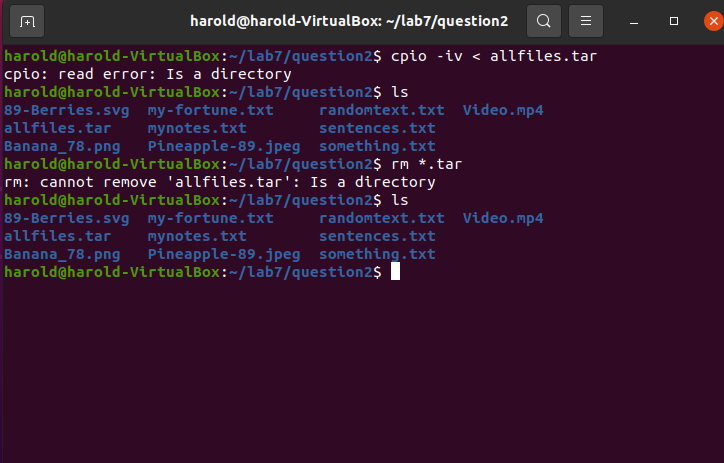 harold@harold-VirtualBox: ~/lab7/question2
harold@harold-VirtualBox:~/lab7/question2$ cpio -iv < allfiles.tar
cpio: read error: Is a directory
harold@harold-VirtualBox:~/lab7/question2$ ls
89-Berries.svg  my-fortune.txt     randomtext.txt  Video.mp4
allfiles.tar    mynotes.txt        sentences.txt
Banana_78.png   Pineapple-89.jpeg  something.txt
harold@harold-VirtualBox:~/lab7/question2$ rm *.tar
rm: cannot remove 'allfiles.tar': Is a directory
harold@harold-VirtualBox:~/lab7/question2$ ls
89-Berries.svg  my-fortune.txt     randomtext.txt  Video.mp4
allfiles.tar    mynotes.txt        sentences.txt
Banana_78.png   Pineapple-89.jpeg  something.txt
harold@harold-VirtualBox:~/lab7/question2$